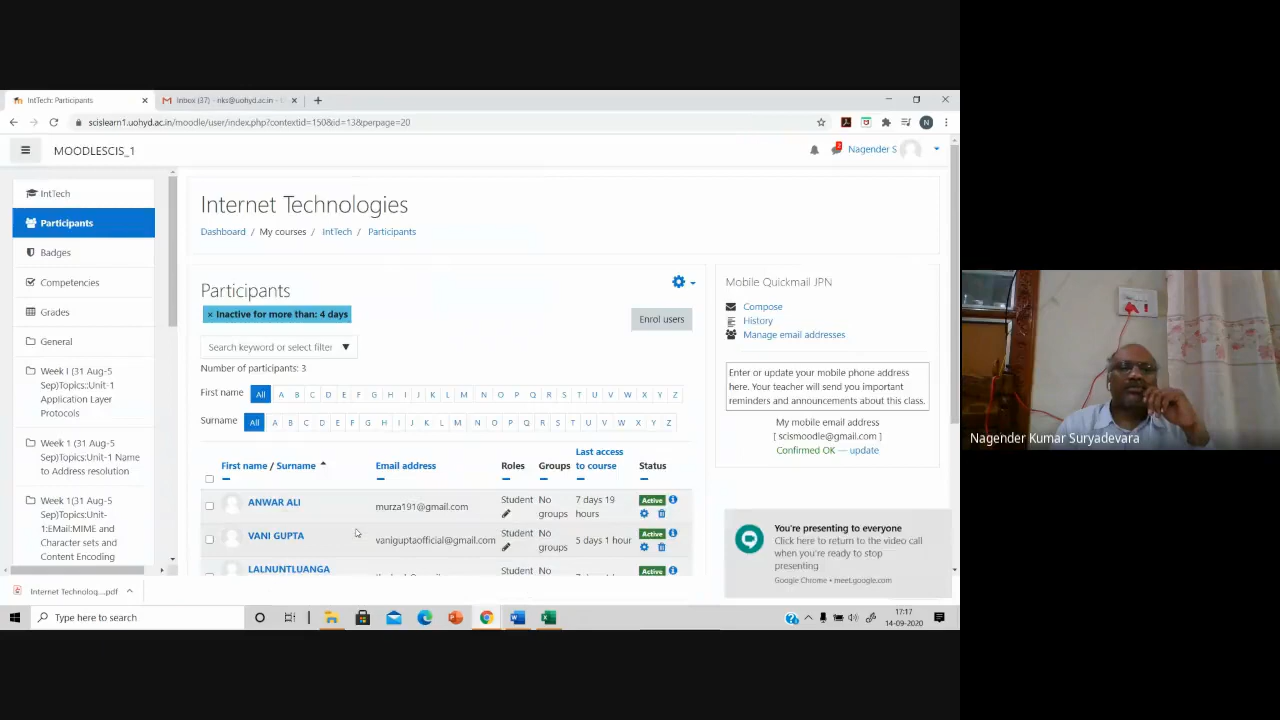 IntTech: Participants
Inbox (37) - nks@uohyd.ac.in - 
scislearn1.uohyd.ac.in/moodle/user/index.php?contextid=150&id=13&perpage=20
N
MOODLESCIS_1
Nagender S
IntTech
Participants
Badges
Competencies
Grades
General
Week I (31 Aug-5
Sep)Topics:Unit-1
Application Layer
Protocols
Week 1 (31 Aug-5
Sep)Topics:Unit-1 Name
to Address resolution
Week 1(31 Aug-5
Sep)Topics:Unit-
1:EMail:MIME and
Character sets and
Content Encoding
Internet Technologies
Dashboard / My courses / IntTech / Participants
Participants
× Inactive for more than: 4 days
Enrol users
Search keyword or select filter ▼
Number of participants: 3
First name All A B C D E F G H I J K L M N O P Q R S T U V W X Y Z
Surname All A B C D E F G H I J K L M N O P Q R S T U V W X Y Z
First name / Surname Email address Roles Groups Last access to course Status
ANWAR ALI murza191@gmail.com Student No groups 7 days 19 hours Active
VANI GUPTA vaniguptaofficial@gmail.com Student No groups 5 days 1 hour Active
LALNUNTLUANGA Student No Active
Mobile Quickmail JPN
Compose
History
Manage email addresses
Enter or update your mobile phone address
here. Your teacher will send you important
reminders and announcements about this class.
My mobile email address
[ scismoodle@gmail.com ]
Confirmed OK — update
You're presenting to everyone
Click here to return to the video call
when you're ready to stop
presenting
Google Chrome • meet.google.com
Internet Technolog....pdf
Type here to search
17:17
14-09-2020
Nagender Kumar Suryadevara